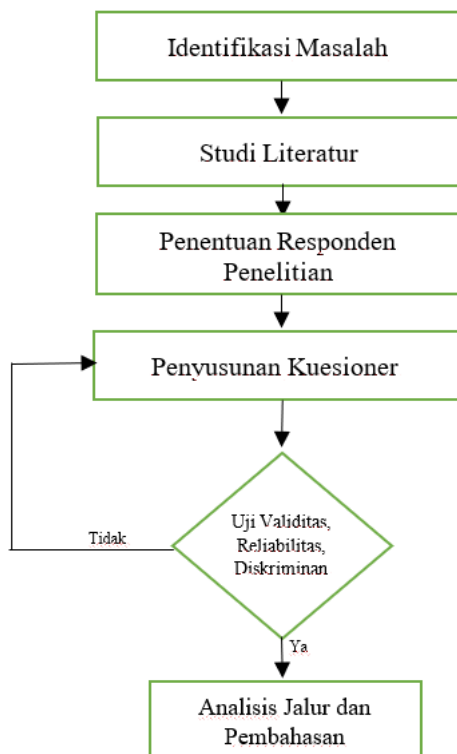 Identifikasi Masalah
Studi Literatur
Penentuan Responden
Penelitian
Penyusunan Kuesioner
Uji Validitas,
Reliabilitas,
Diskriminan
Tidak
Ya
Analisis Jalur dan
Pembahasan